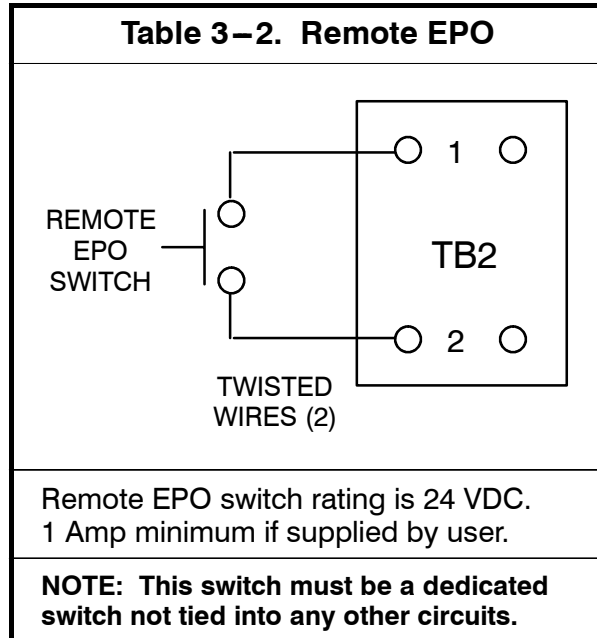 Table 3–2. Remote EPO
1
REMOTE
EPO
SWITCH
TB2
2
TWISTED
WIRES (2)
Remote EPO switch rating is 24 VDC.
1 Amp minimum if supplied by user.
NOTE: This switch must be a dedicated
switch not tied into any other circuits.